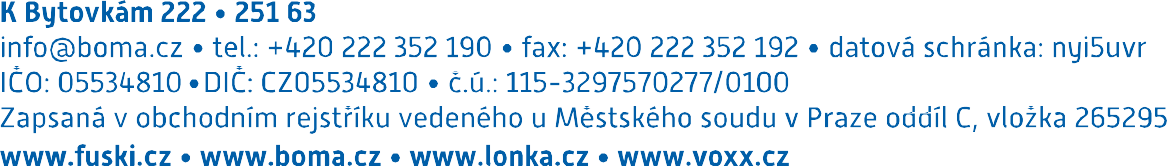 K Bytovkám 222 • 251 63
info@boma.cz • tel.: +420 222 352 190 • fax: +420 222 352 192 • datová schránka: nyi5uvr
IČO: 05534810 • DIČ: CZ05534810 • č.ú.: 115-3297570277/0100
Zapsaná v obchodním rejstříku vedeného u Městského soudu v Praze oddíl C, vložka 265295
www.fuski.cz • www.boma.cz • www.lonka.cz • www.voxx.cz